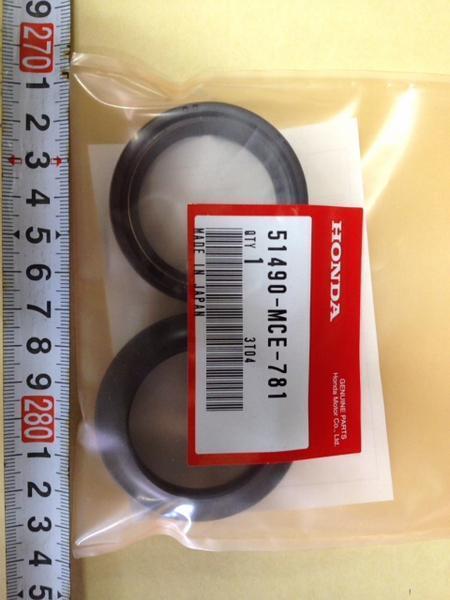 HONDA
GENUINE PARTS
Honda Motor Co., Ltd.
51490-MCE-781
QTY
1
3T04
MADE IN JAPAN
9
270
1
2
3
4
5
6
7
8
9
280
1
2
3
4
5